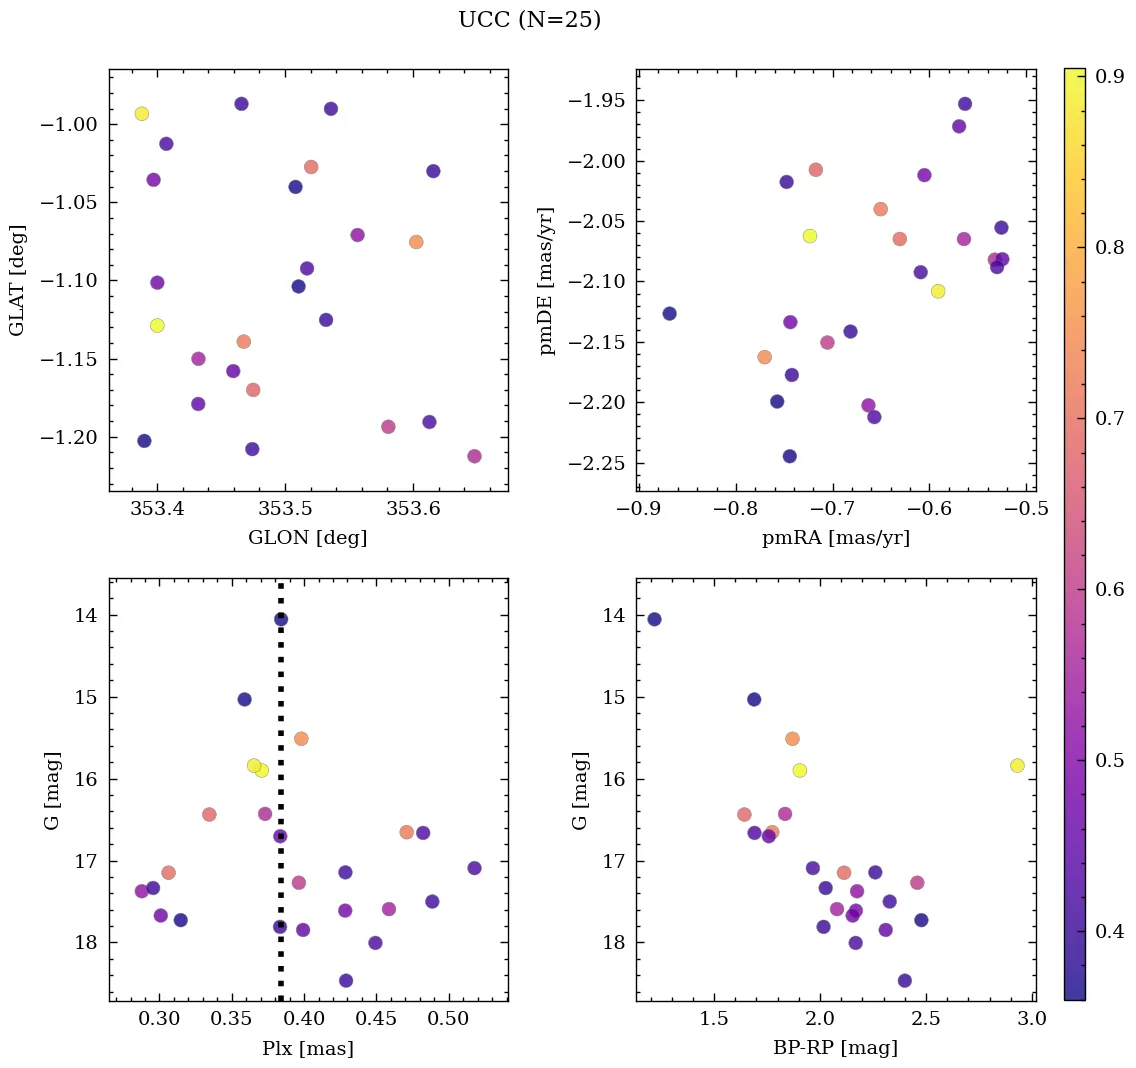 UCC (N=25)
−1.00
−1.05
−1.10
−1.15
−1.20
GLAT [deg]
353.4 353.5 353.6
GLON [deg]
−1.95
−2.00
−2.05
−2.10
−2.15
−2.20
−2.25
pmDE [mas/yr]
−0.9 −0.8 −0.7 −0.6 −0.5
pmRA [mas/yr]
14
15
16
17
18
G [mag]
0.30 0.35 0.40 0.45 0.50
Plx [mas]
14
15
16
17
18
G [mag]
1.5 2.0 2.5 3.0
BP-RP [mag]
0.9
0.8
0.7
0.6
0.5
0.4